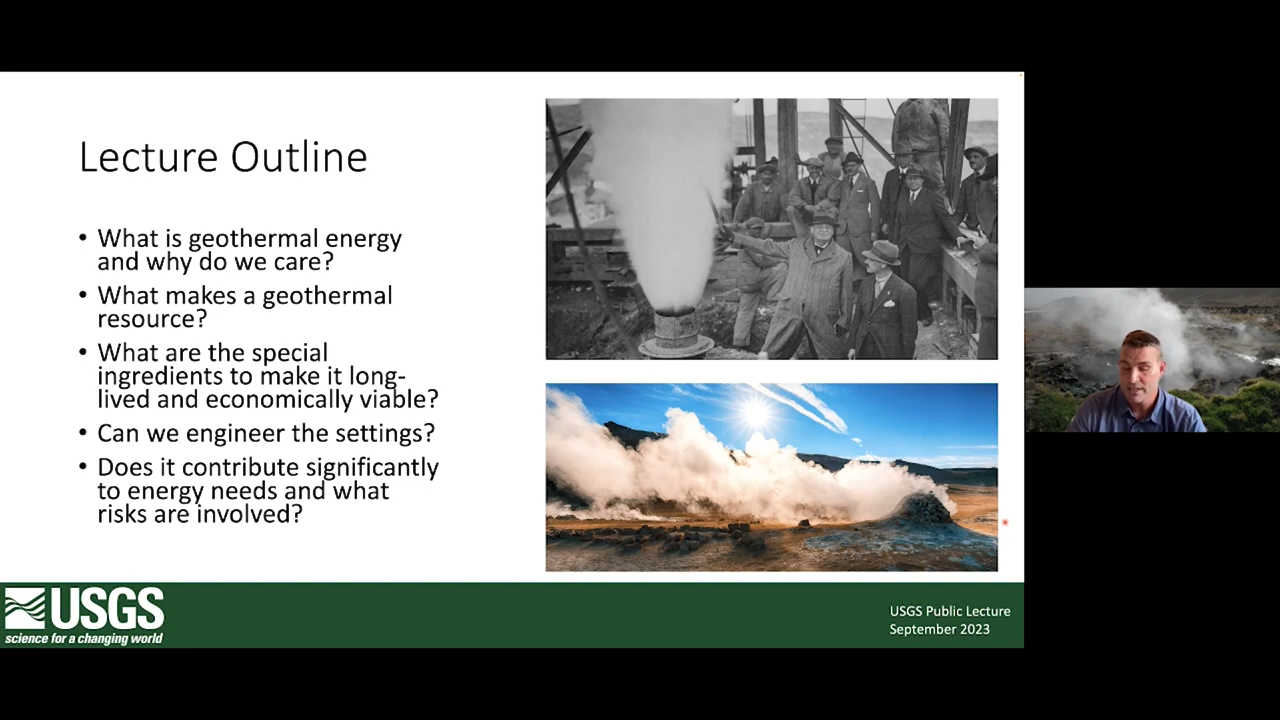 Lecture Outline
• What is geothermal energy
and why do we care?
• What makes a geothermal
resource?
• What are the special
ingredients to make it long-
lived and economically viable?
• Can we engineer the settings?
• Does it contribute significantly
to energy needs and what
risks are involved?
USGS
science for a changing world
USGS Public Lecture
September 2023